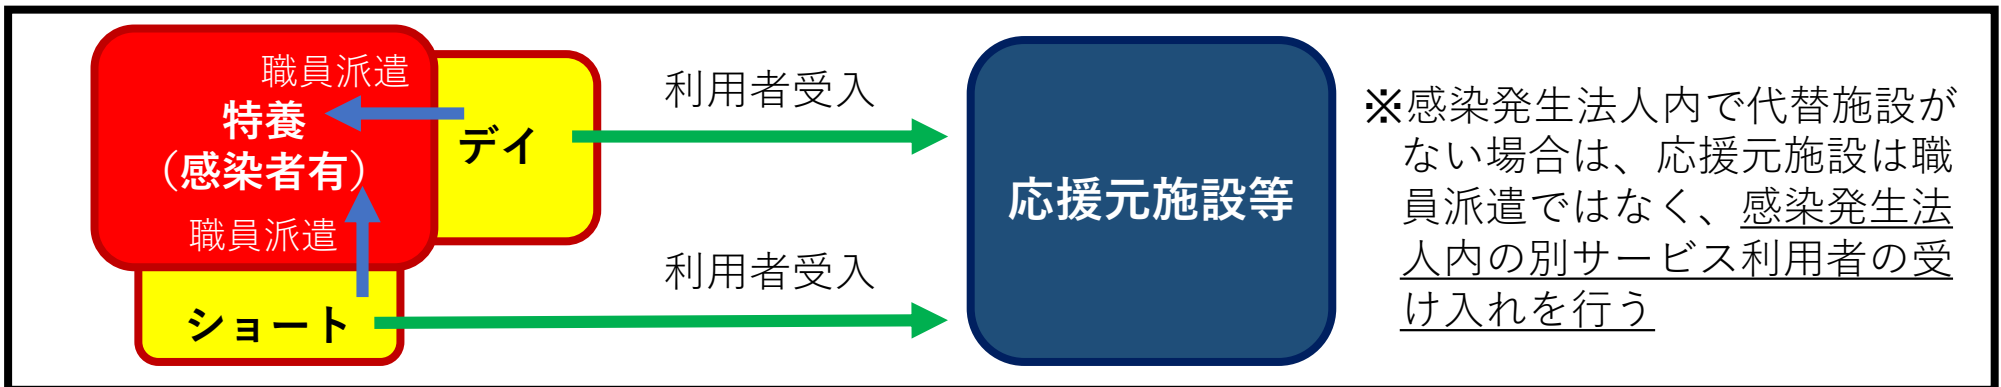 職員派遣
特養
（感染者有）
職員派遣
デイ
ショート
利用者受入
利用者受入
応援元施設等
※感染発生法人内で代替施設が
ない場合は、応援元施設は職
員派遣ではなく、感染発生法
人内の別サービス利用者の受
け入れを行う